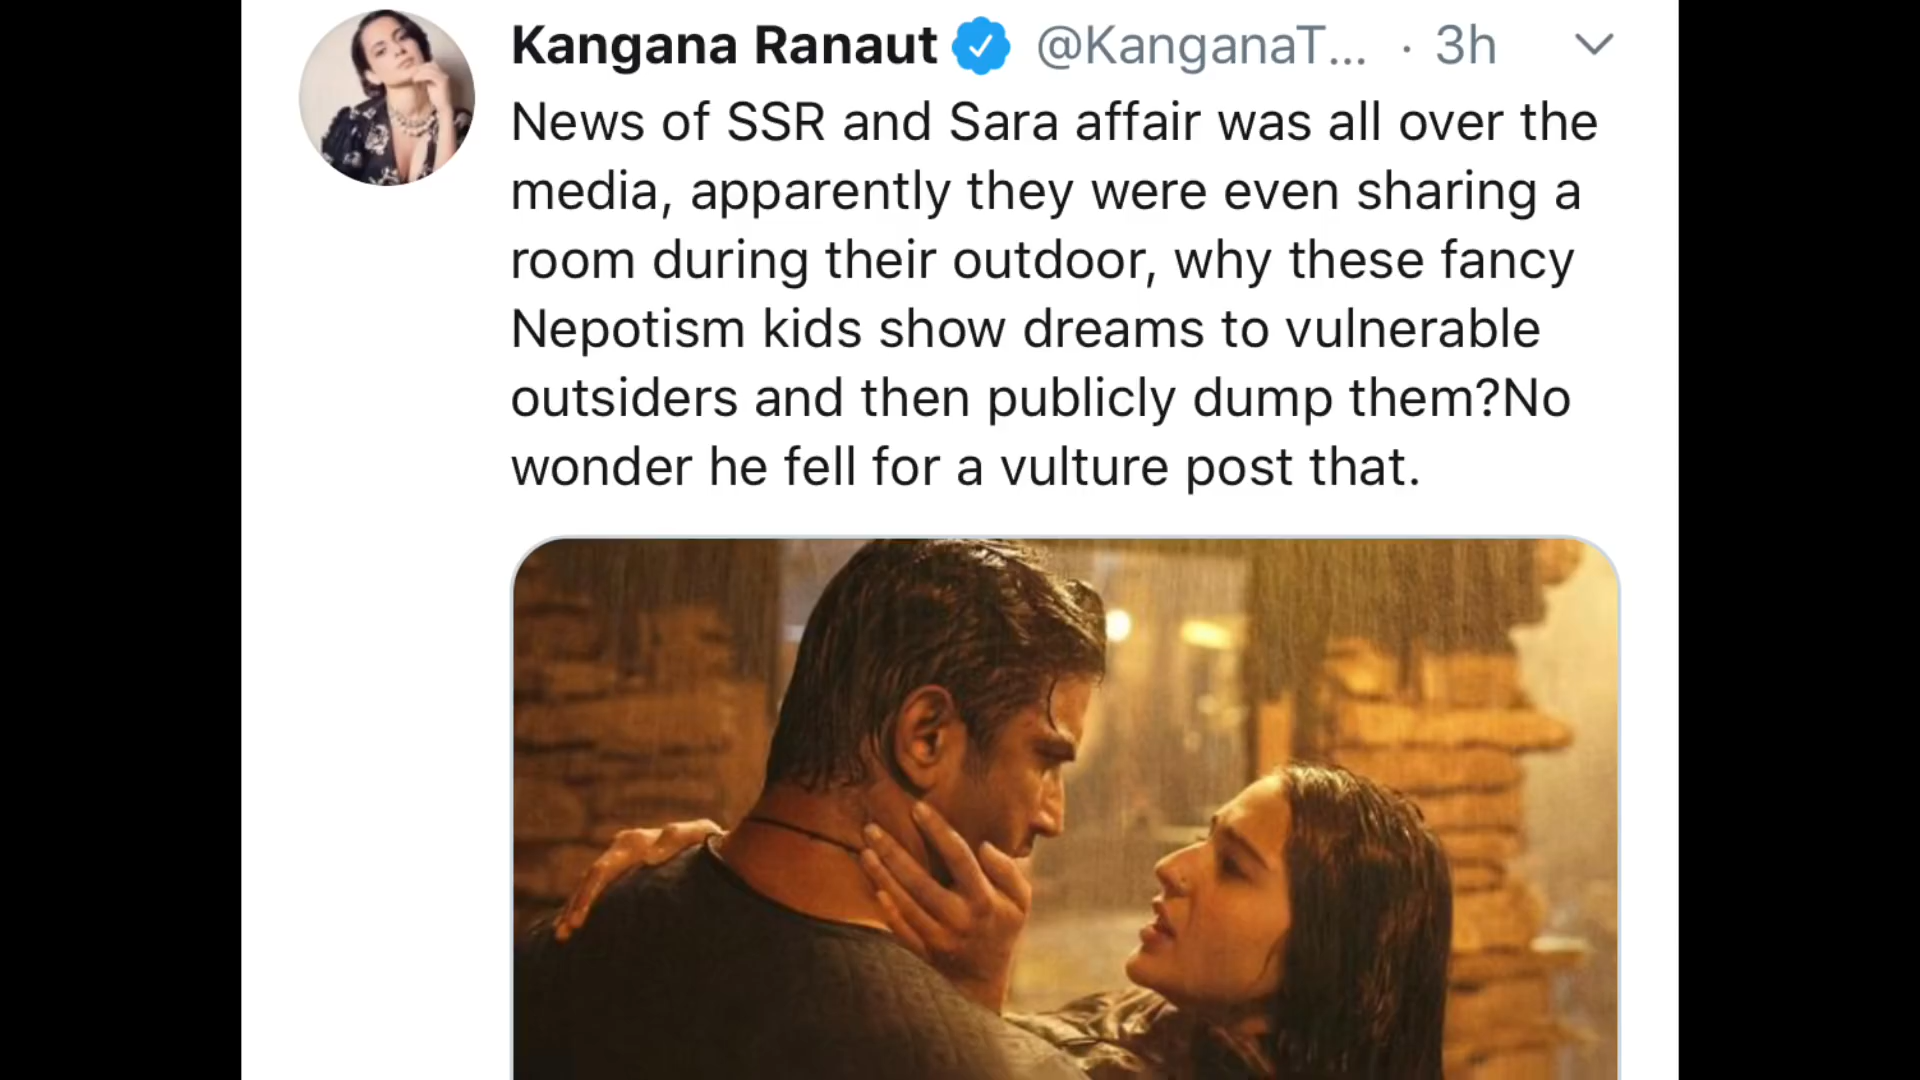 Kangana Ranaut @KanganaT... · 3h
News of SSR and Sara affair was all over the
media, apparently they were even sharing a
room during their outdoor, why these fancy
Nepotism kids show dreams to vulnerable
outsiders and then publicly dump them?No
wonder he fell for a vulture post that.